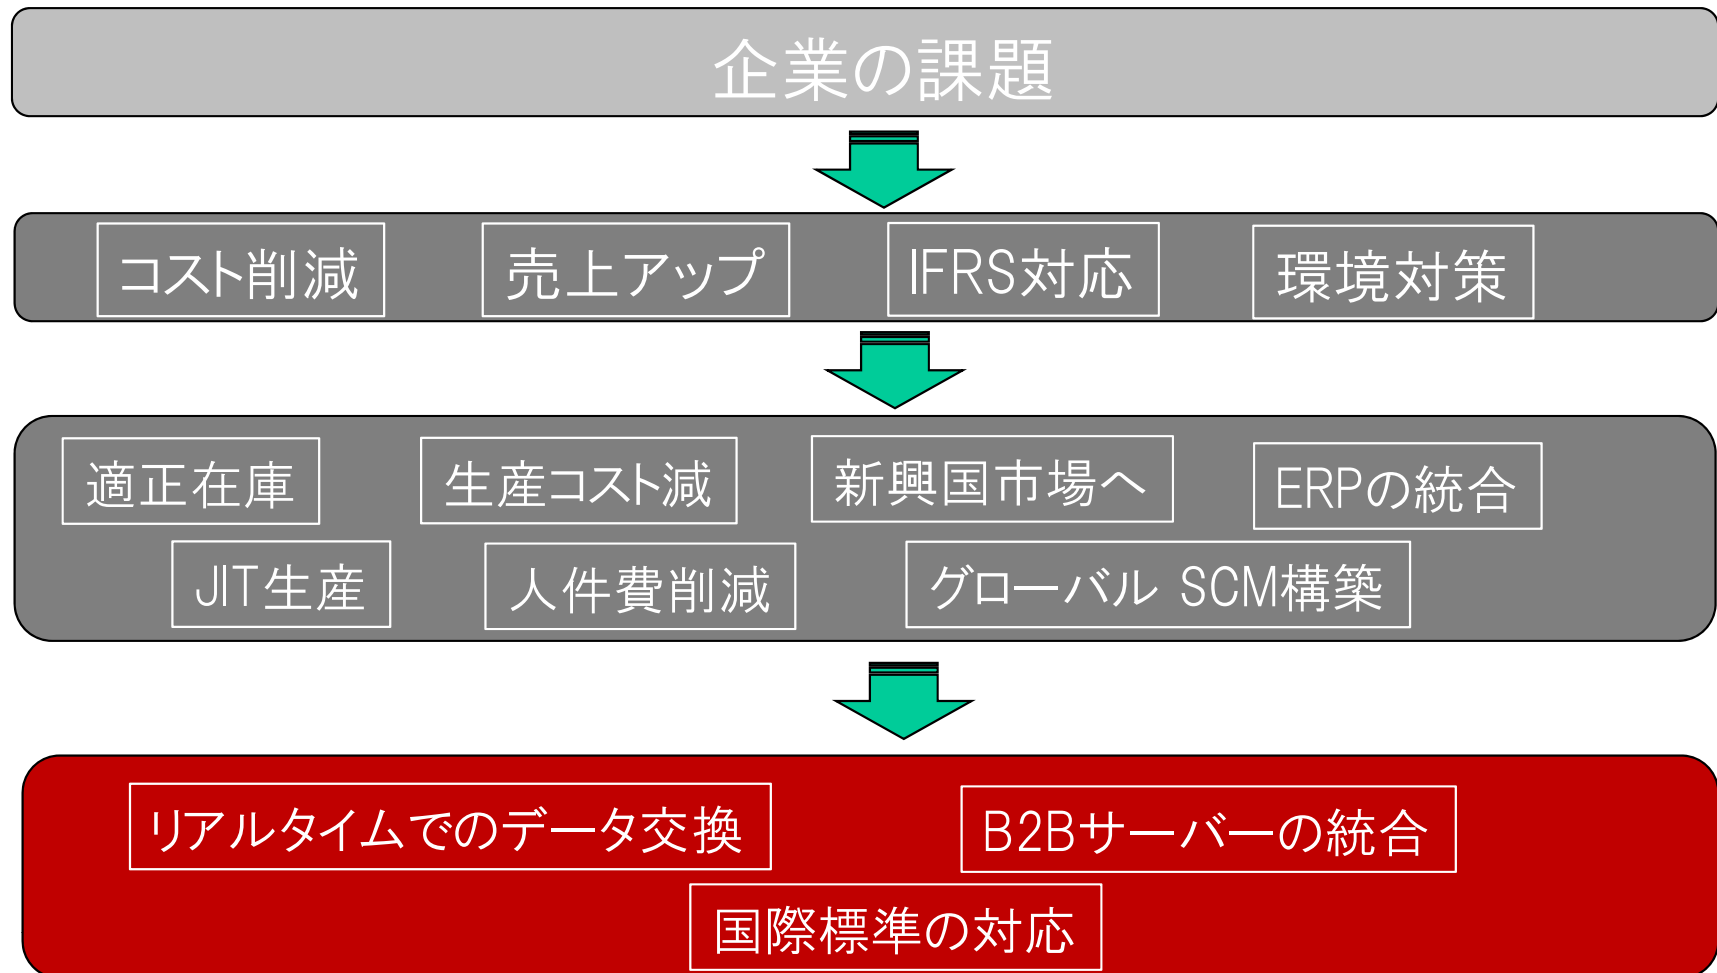 企業の課題
コスト削減
売上アップ
IFRS対応
環境対策
適正在庫
生産コスト減
新興国市場へ
ERPの統合
JIT生産
人件費削減
グローバル SCM構築
リアルタイムでのデータ交換
B2Bサーバーの統合
国際標準の対応